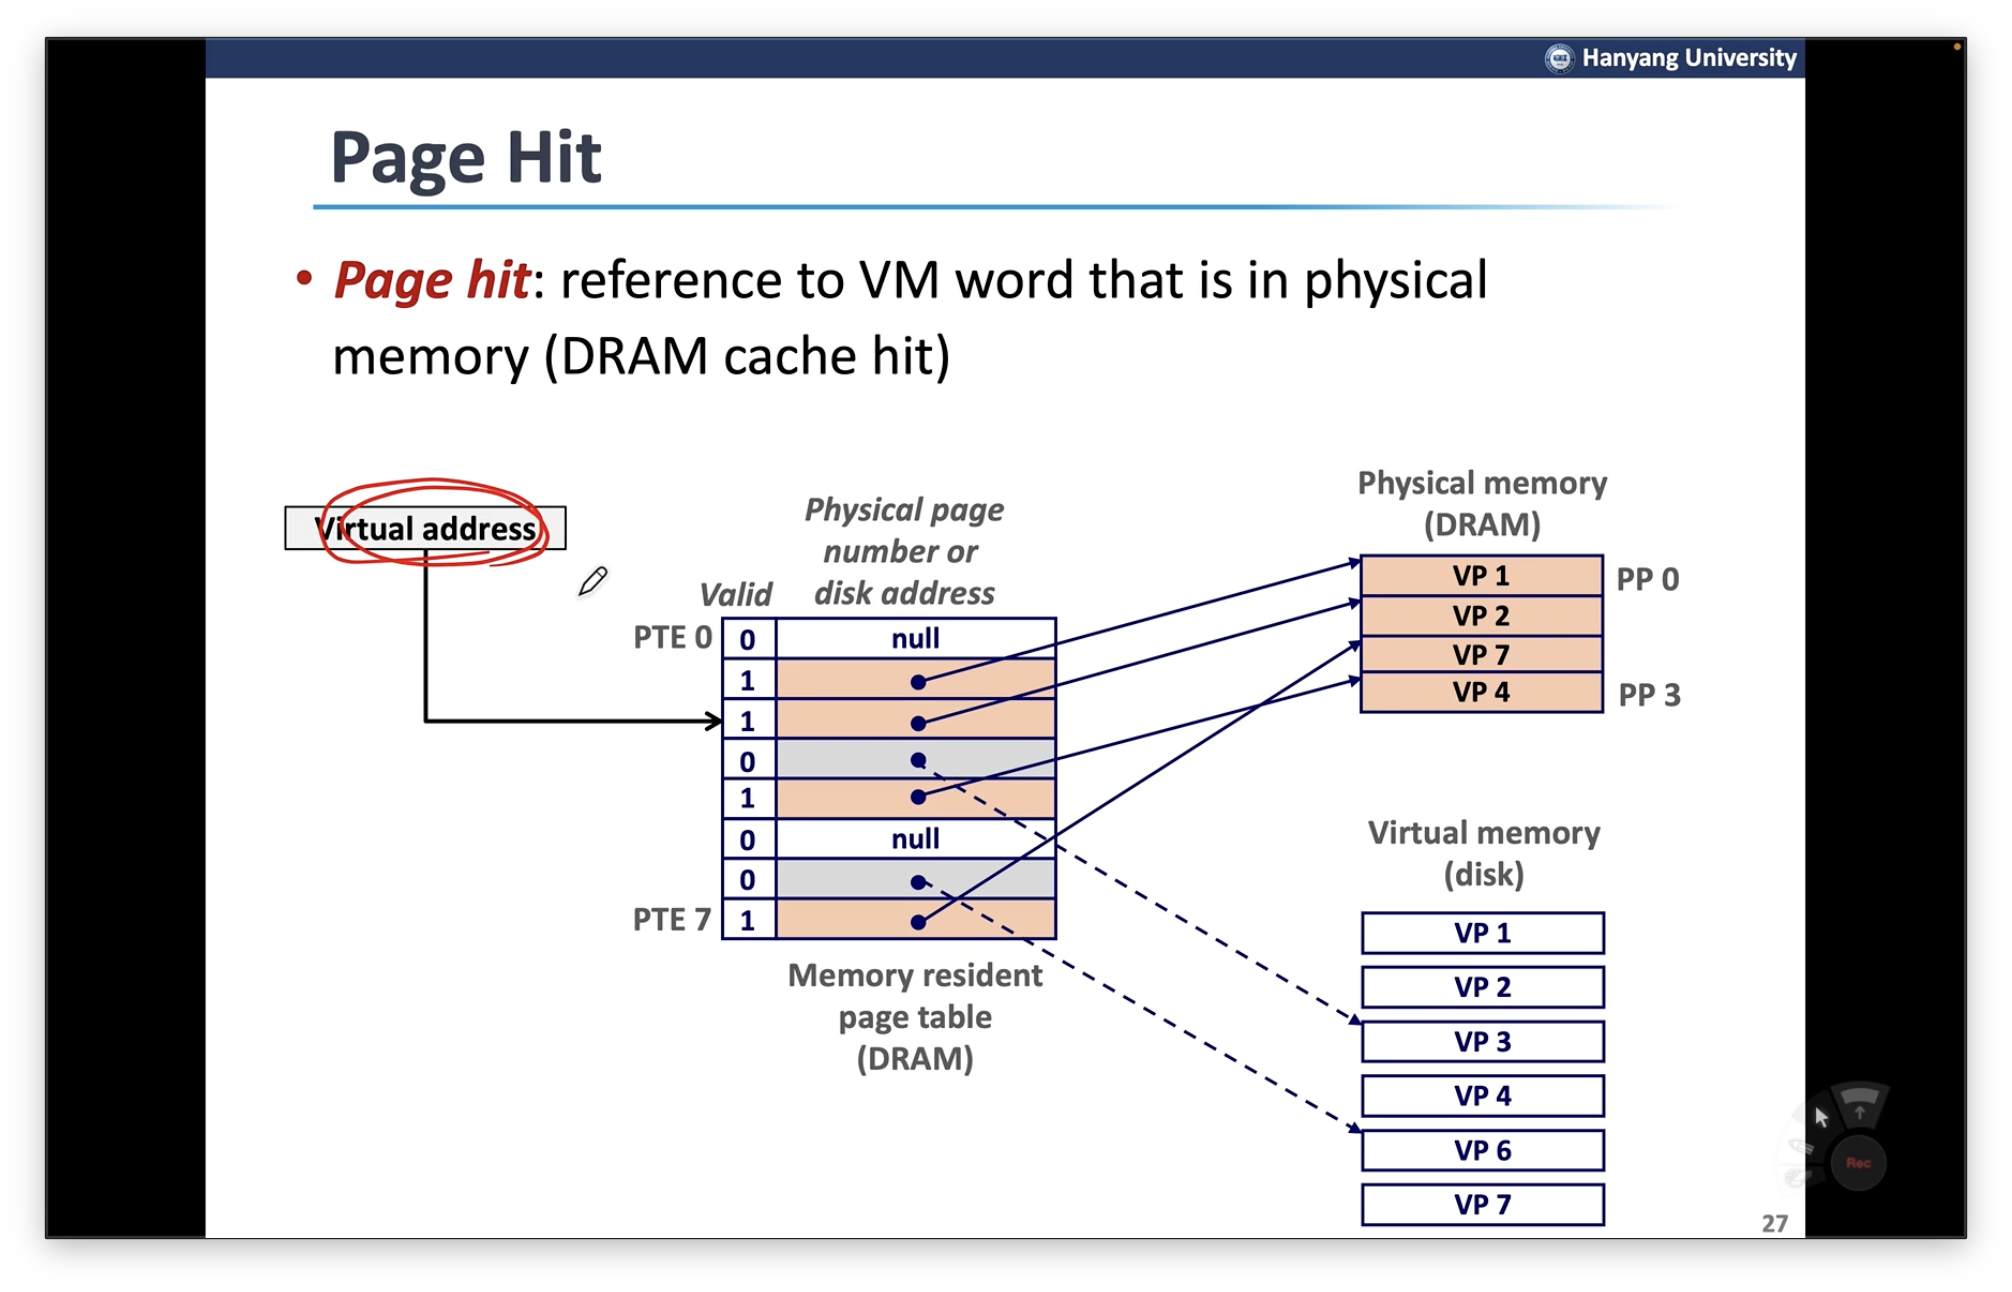 Hanyang University
Page Hit
• Page hit: reference to VM word that is in physical
memory (DRAM cache hit)
Virtual address
Physical page
number or
disk address
Valid
PTE 0
0
null
1
1
0
1
0
null
0
PTE 7
1
Memory resident
page table
(DRAM)
Physical memory
(DRAM)
VP 1
PP 0
VP 2
VP 7
VP 4
PP 3
Virtual memory
(disk)
VP 1
VP 2
VP 3
VP 4
VP 6
VP 7
Rec
27